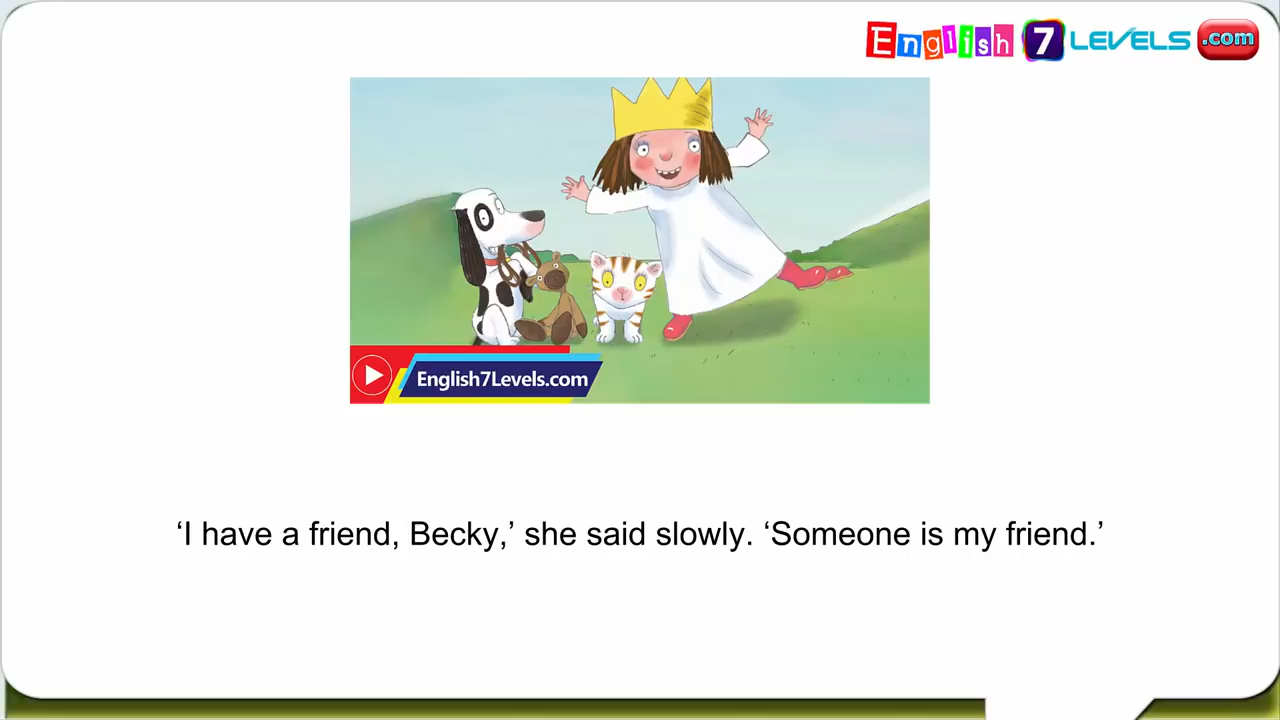 English 7 LEVELS .com
English7Levels.com
‘I have a friend, Becky,’ she said slowly. ‘Someone is my friend.’